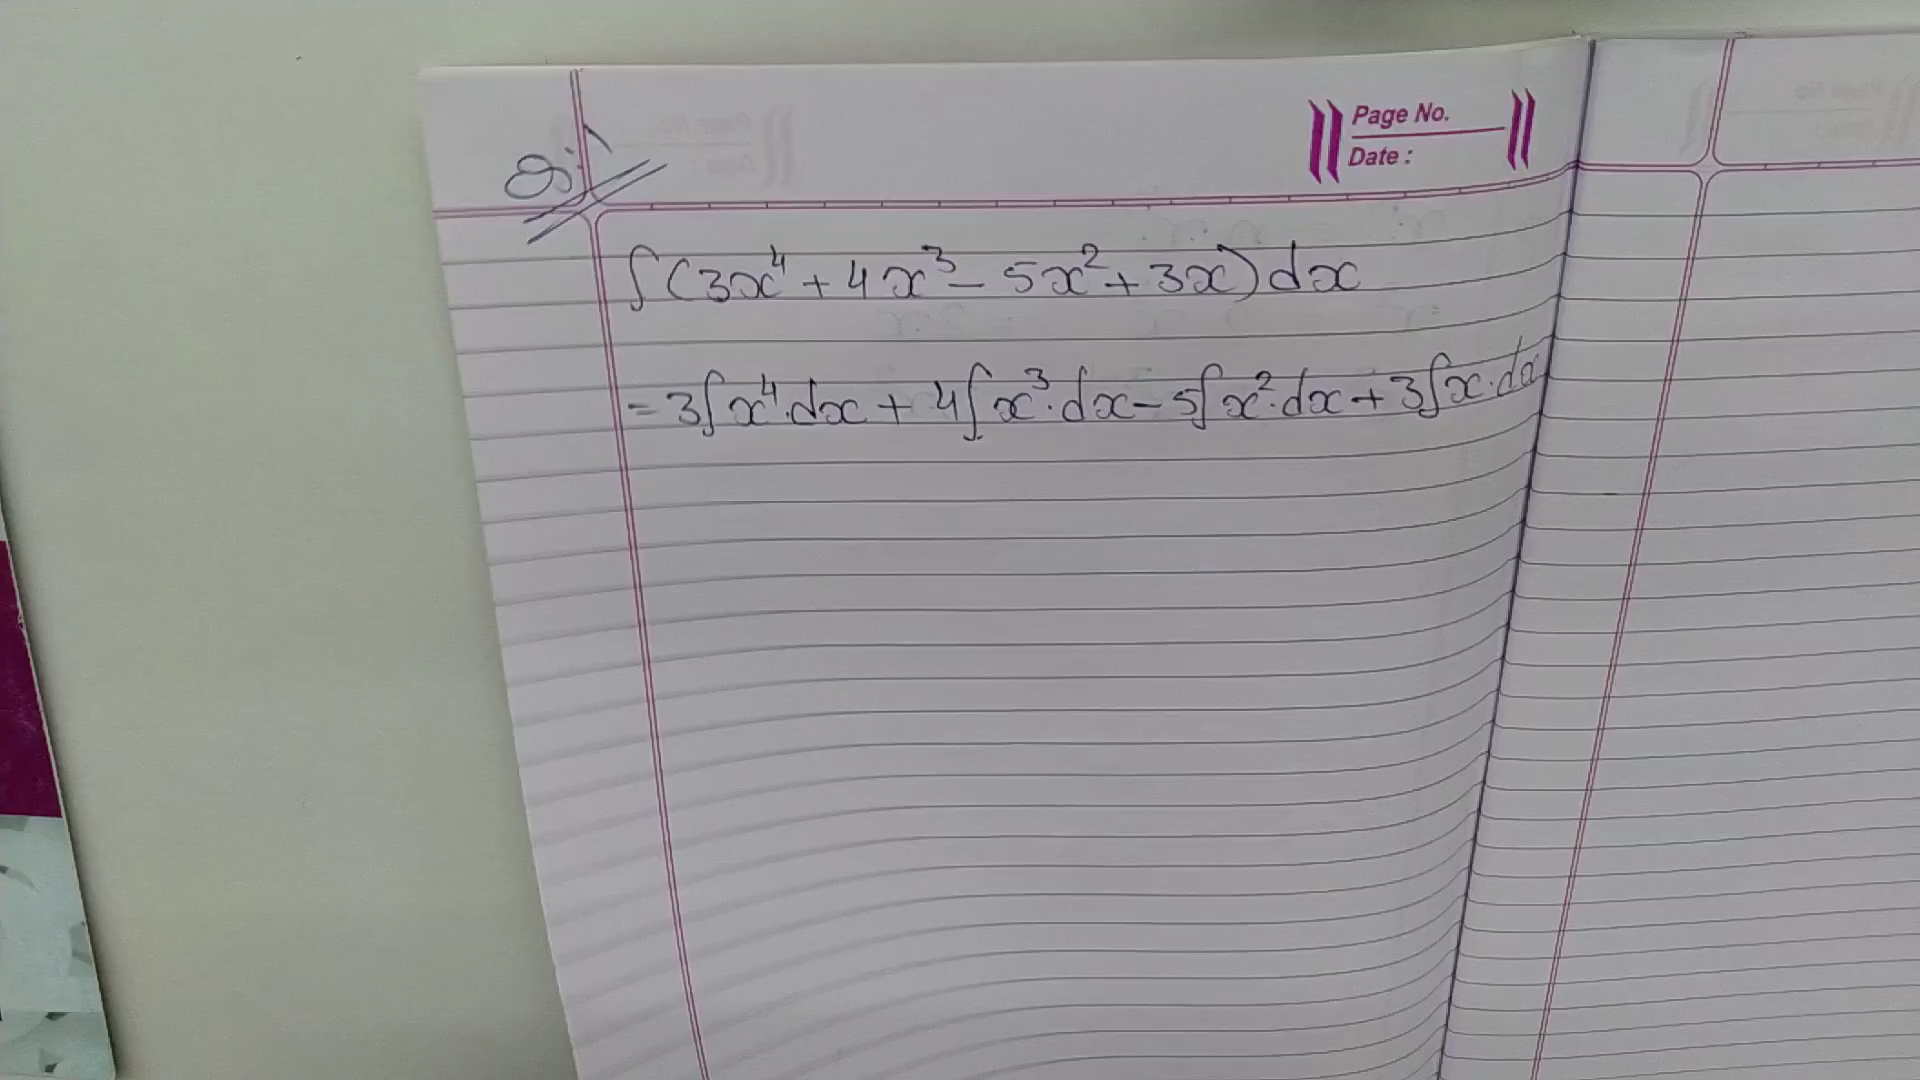 Page No.
Date :
Q:1
∫(3x⁴ + 4x³ - 5x² + 3x) dx
= 3∫x⁴.dx + 4∫x³.dx - 5∫x².dx + 3∫x.dx